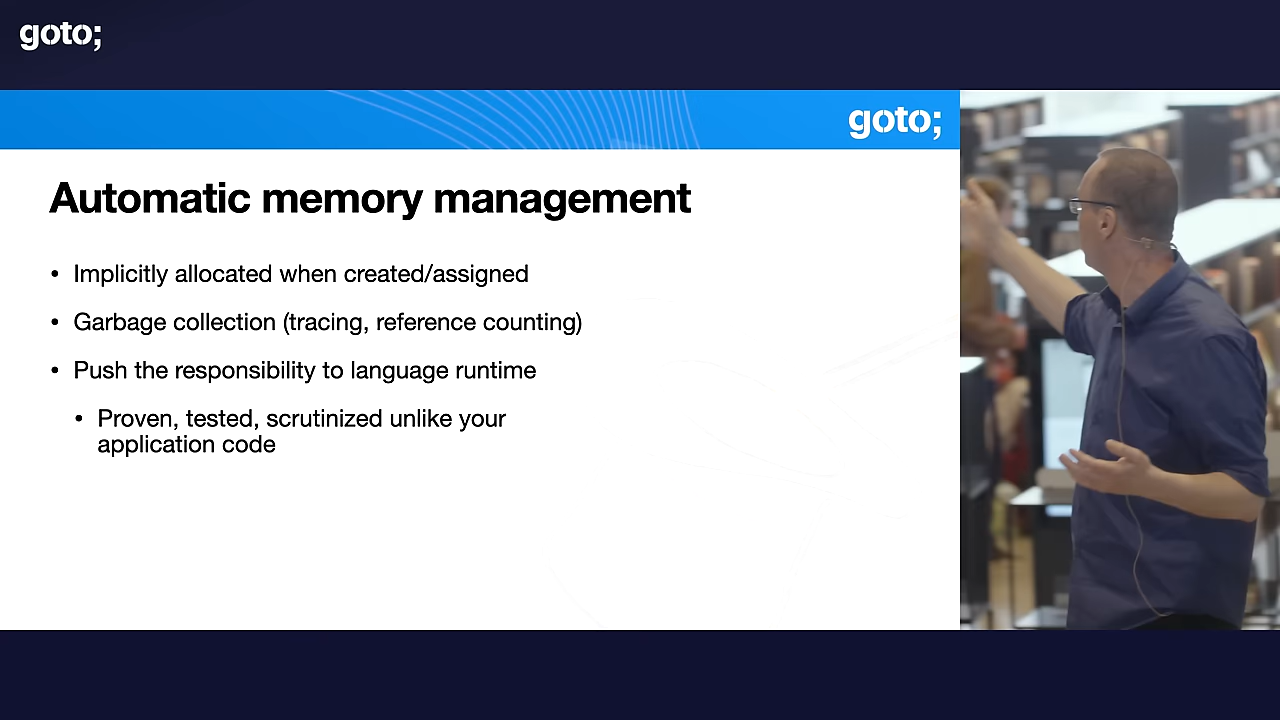 goto;
goto;
Automatic memory management
• Implicitly allocated when created/assigned
• Garbage collection (tracing, reference counting)
• Push the responsibility to language runtime
• Proven, tested, scrutinized unlike your
application code